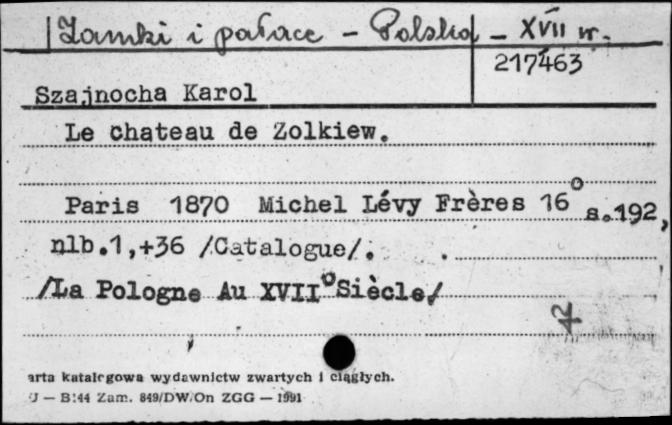 Zamki i pałace - Polska - XVII w.
217463
Szajnocha Karol
Le chateau de Zolkiew.
Paris 1870 Michel Lévy Frères 16° s.192,
nlb.1,+36 /Catalogue/.
/La Pologne Au XVII° Siècle/
arta katalogowa wydawnictw zwartych i ciągłych.
J — B:44 Zam. 849/DW/On ZGG — 1991